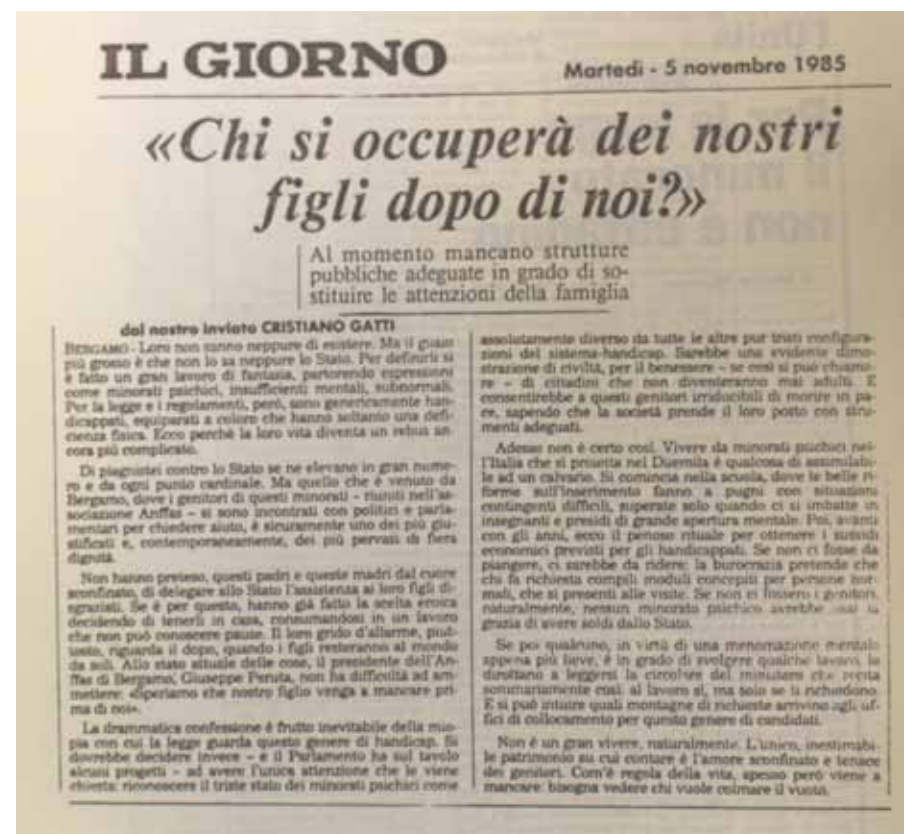 IL GIORNO
Martedì - 5 novembre 1985
«Chi si occuperà dei nostri
figli dopo di noi?»
Al momento mancano strutture
pubbliche adeguate in grado di so-
stituire le attenzioni della famiglia
dal nostro inviato CRISTIANO GATTI
BERGAMO - Loro non sanno neppure di esistere. Ma il guaio
più grosso è che non lo sa neppure lo Stato. Per definirli si
è fatto un gran lavoro di fantasia, partorendo espressioni
come minorati psichici, insufficienti mentali, subnormali.
Per la legge e i regolamenti, però, sono genericamente han-
dicappati, equiparati a coloro che hanno soltanto una defi-
cienza fisica. Ecco perchè la loro vita diventa un rebus an-
cora più complicato.
Di piagnistei contro lo Stato se ne elevano in gran nume-
ro e da ogni punto cardinale. Ma quello che è venuto da
Bergamo, dove i genitori di questi minorati - riuniti nell'as-
sociazione Anffas - si sono incontrati con politici e parla-
mentari per chiedere aiuto, è sicuramente uno dei più giu-
stificati e, contemporaneamente, dei più pervasi di fiera
dignità.
Non hanno preteso, questi padri e queste madri dal cuore
sconfinato, di delegare allo Stato l'assistenza ai loro figli di-
sgraziati. Se è per questo, hanno già fatto la scelta eroica
decidendo di tenerli in casa, consumandosi in un lavoro
che non può conoscere pause. Il loro grido d'allarme, piut-
tosto, riguarda il dopo, quando i figli resteranno al mondo
da soli. Allo stato attuale delle cose, il presidente dell'An-
ffas di Bergamo, Giuseppe Peruta, non ha difficoltà ad am-
mettere: «Speriamo che nostro figlio venga a mancare pri-
ma di noi».
La drammatica confessione è frutto inevitabile della mio-
pia con cui la legge guarda questo genere di handicap. Si
dovrebbe decidere invece - e il Parlamento ha sul tavolo
alcuni progetti - ad avere l'unica attenzione che le viene
chiesta: riconoscere il triste stato dei minorati psichici come
assolutamente diverso da tutte le altre pur tristi configura-
zioni del sistema-handicap. Sarebbe una evidente dimo-
strazione di civiltà, per il benessere - se così si può chiama-
re - di cittadini che non diventeranno mai adulti. E
consentirebbe a questi genitori irriducibili di morire in pa-
ce, sapendo che la società prende il loro posto con stru-
menti adeguati.
Adesso non è certo così. Vivere da minorati psichici nel-
l'Italia che si proietta nel Duemila è qualcosa di assimilabi-
le ad un calvario. Si comincia nella scuola, dove le belle ri-
forme sull'inserimento fanno a pugni con situazioni
contingenti difficili, superate solo quando ci si imbatte in
insegnanti e presidi di grande apertura mentale. Poi, avanti
con gli anni, ecco il penoso rituale per ottenere i sussidi
economici previsti per gli handicappati. Se non ci fosse da
piangere, ci sarebbe da ridere: la burocrazia pretende che
chi fa richiesta compili moduli concepiti per persone nor-
mali, che si presenti alle visite. Se non ci fossero i genitori,
naturalmente, nessun minorato psichico avrebbe mai la
grazia di avere soldi dallo Stato.
Se poi qualcuno, in virtù di una menomazione mentale
appena più lieve, è in grado di svolgere qualche lavoro, lo
dirottano a leggersi la circolare del ministero che recita
sommariamente così: al lavoro sì, ma solo se li richiedono.
E si può intuire quali montagne di richieste arrivino agli uf-
fici di collocamento per questo genere di candidati.
Non è un gran vivere, naturalmente. L'unico, inestimabi-
le patrimonio su cui contare è l'amore sconfinato e tenace
dei genitori. Com'è regola della vita, spesso però viene a
mancare: bisogna vedere chi vuole colmare il vuoto.